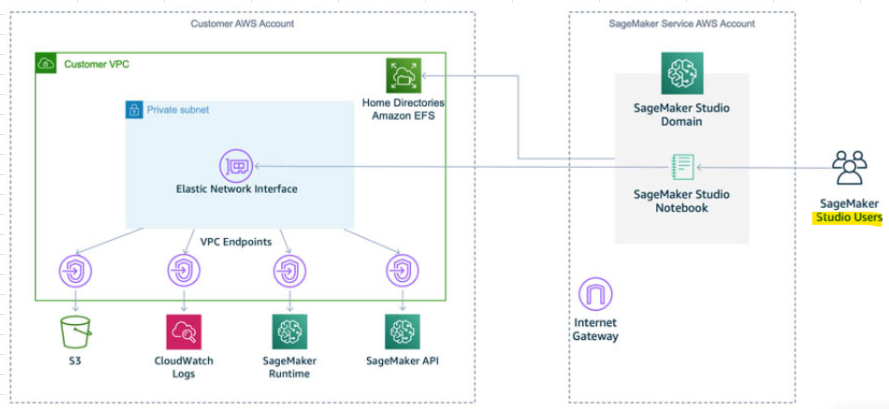 Customer AWS Account
SageMaker Service AWS Account
Customer VPC
Home Directories
Amazon EFS
Private subnet
Elastic Network Interface
VPC Endpoints
S3
CloudWatch
Logs
SageMaker
Runtime
SageMaker API
SageMaker Studio
Domain
SageMaker Studio
Notebook
Internet
Gateway
SageMaker
Studio Users